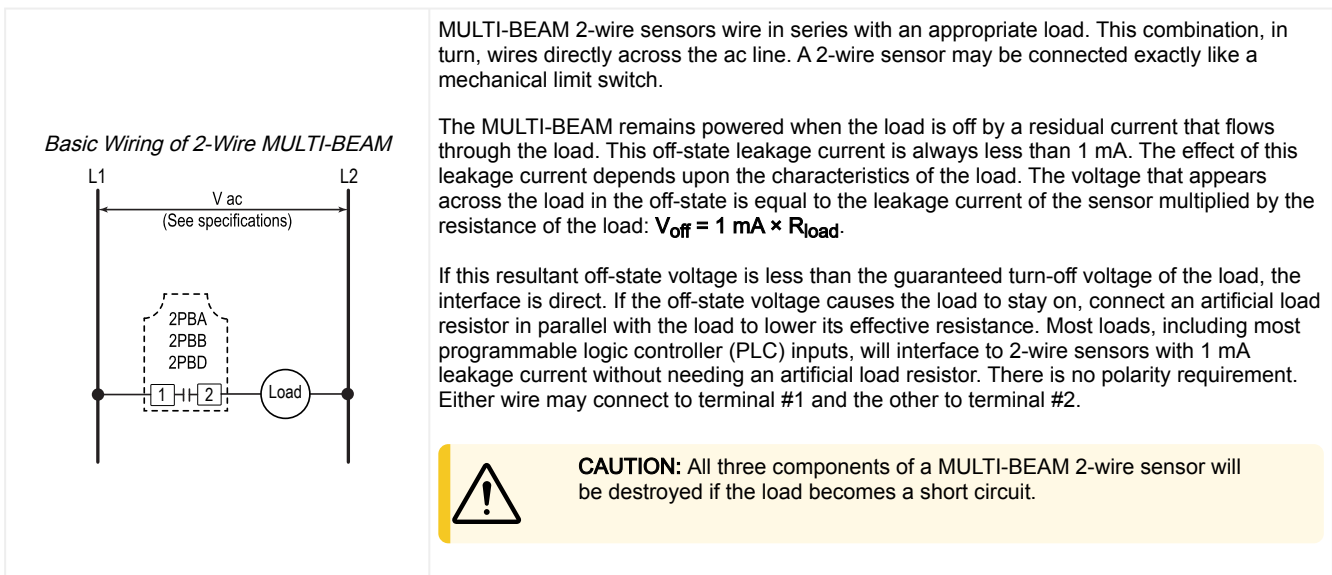 Basic Wiring of 2-Wire MULTI-BEAM
L1 L2
V ac
(See specifications)
2PBA
2PBB
2PBD
1 2 Load
MULTI-BEAM 2-wire sensors wire in series with an appropriate load. This combination, in
turn, wires directly across the ac line. A 2-wire sensor may be connected exactly like a
mechanical limit switch.
The MULTI-BEAM remains powered when the load is off by a residual current that flows
through the load. This off-state leakage current is always less than 1 mA. The effect of this
leakage current depends upon the characteristics of the load. The voltage that appears
across the load in the off-state is equal to the leakage current of the sensor multiplied by the
resistance of the load: Voff = 1 mA × Rload.
If this resultant off-state voltage is less than the guaranteed turn-off voltage of the load, the
interface is direct. If the off-state voltage causes the load to stay on, connect an artificial load
resistor in parallel with the load to lower its effective resistance. Most loads, including most
programmable logic controller (PLC) inputs, will interface to 2-wire sensors with 1 mA
leakage current without needing an artificial load resistor. There is no polarity requirement.
Either wire may connect to terminal #1 and the other to terminal #2.
CAUTION: All three components of a MULTI-BEAM 2-wire sensor will
be destroyed if the load becomes a short circuit.